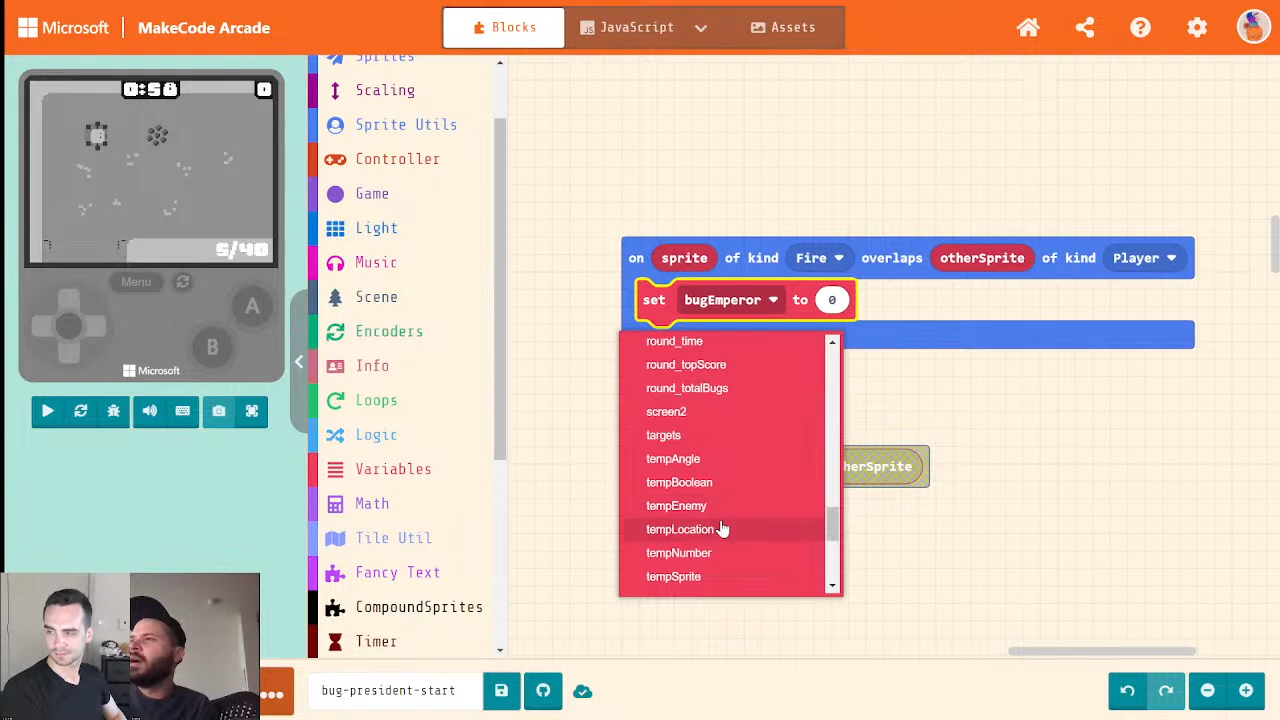 Microsoft
MakeCode Arcade
Blocks
JavaScript
Assets
0:58
5/40
Menu
A
B
Microsoft
Sprites
Scaling
Sprite Utils
Controller
Game
Light
Music
Scene
Encoders
Info
Loops
Logic
Variables
Math
Tile Util
Fancy Text
CompoundSprites
Timer
on sprite of kind Fire overlaps otherSprite of kind Player
set bugEmperor to 0
round_time
round_topScore
round_totalBugs
screen2
targets
tempAngle
tempBoolean
tempEnemy
tempLocation
tempNumber
tempSprite
herSprite
bug-president-start